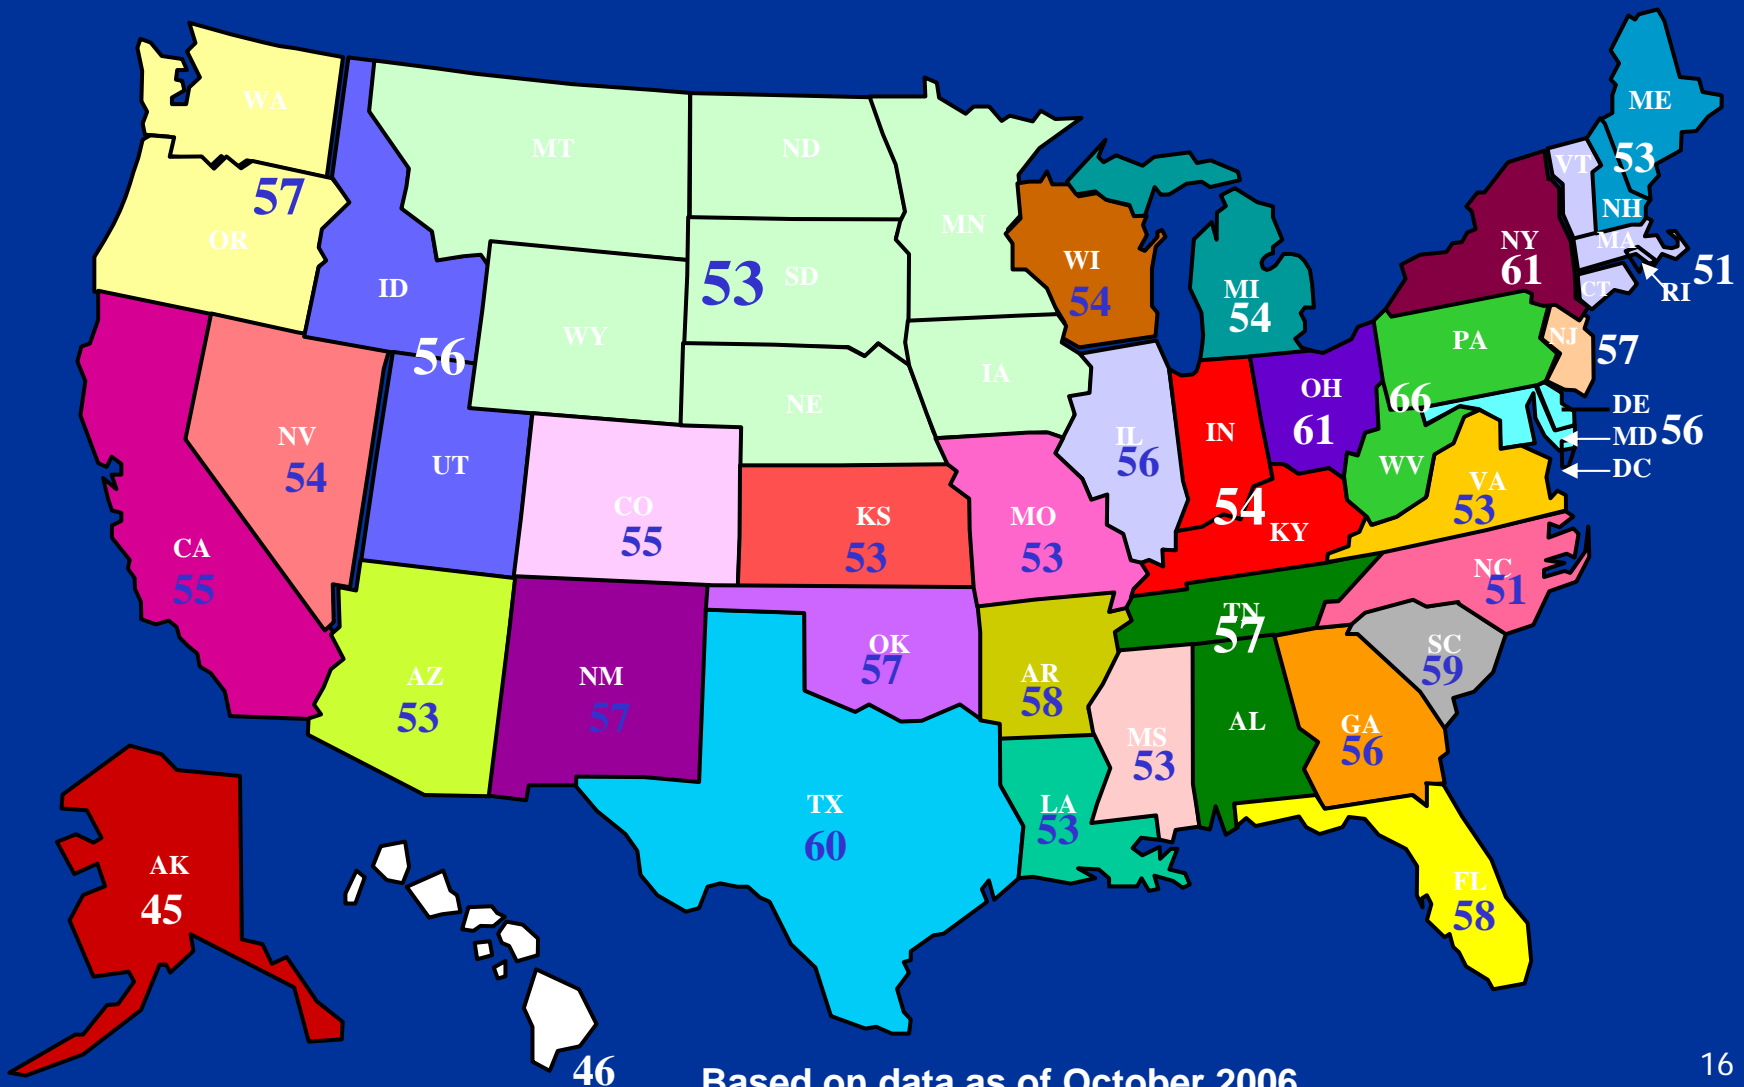 ME
WA
MT
ND
VT
53
57
NH
OR
MN
NY
MA
61
WI
51
SD
53
ID
MI
CT
RI
54
54
WY
PA
NJ
57
56
IA
OH
66
DE
NE
61
MD
56
NV
IL
IN
UT
WV
DC
54
56
VA
CO
KS
MO
54
53
55
KY
CA
53
53
NC
55
51
TN
57
OK
SC
57
59
AZ
NM
AR
53
57
58
AL
GA
MS
56
53
TX
LA
60
53
AK
FL
45
58
46
Based on data as of October 2006
16